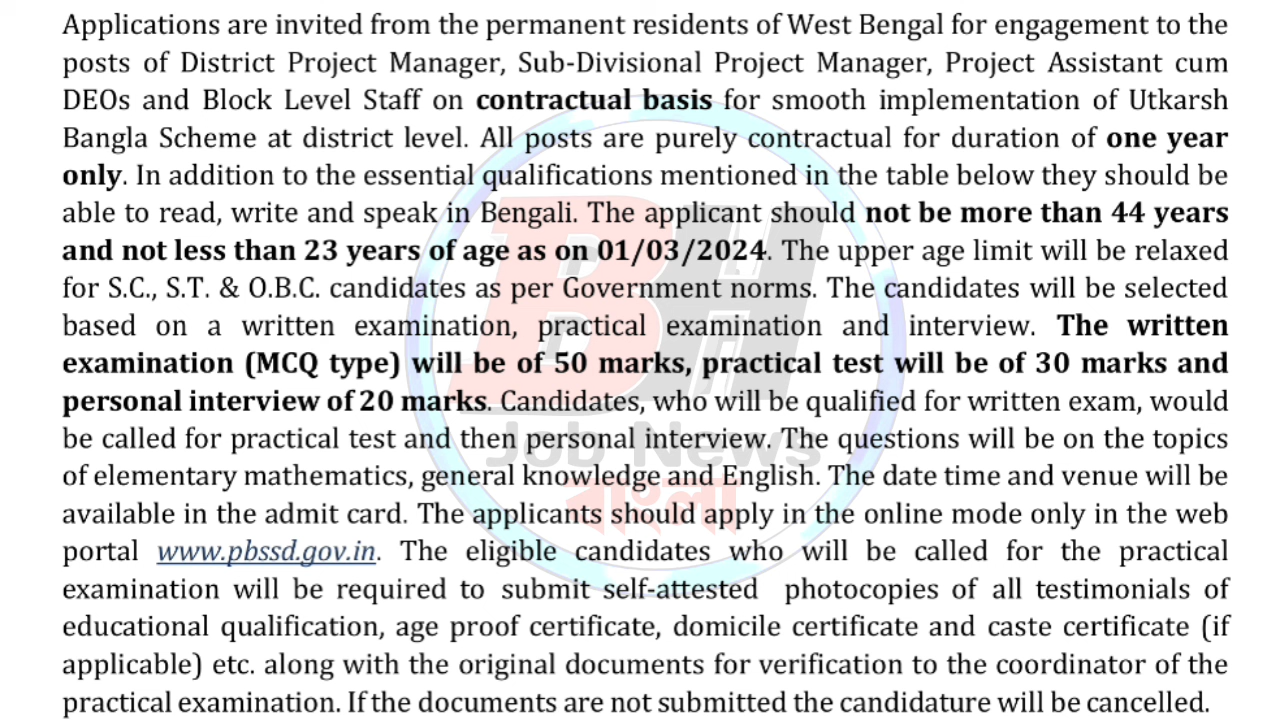 Applications are invited from the permanent residents of West Bengal for engagement to the
posts of District Project Manager, Sub-Divisional Project Manager, Project Assistant cum
DEOs and Block Level Staff on contractual basis for smooth implementation of Utkarsh
Bangla Scheme at district level. All posts are purely contractual for duration of one year
only. In addition to the essential qualifications mentioned in the table below they should be
able to read, write and speak in Bengali. The applicant should not be more than 44 years
and not less than 23 years of age as on 01/03/2024. The upper age limit will be relaxed
for S.C., S.T. & O.B.C. candidates as per Government norms. The candidates will be selected
based on a written examination, practical examination and interview. The written
examination (MCQ type) will be of 50 marks, practical test will be of 30 marks and
personal interview of 20 marks. Candidates, who will be qualified for written exam, would
be called for practical test and then personal interview. The questions will be on the topics
of elementary mathematics, general knowledge and English. The date time and venue will be
available in the admit card. The applicants should apply in the online mode only in the web
portal www.pbssd.gov.in. The eligible candidates who will be called for the practical
examination will be required to submit self-attested photocopies of all testimonials of
educational qualification, age proof certificate, domicile certificate and caste certificate (if
applicable) etc. along with the original documents for verification to the coordinator of the
practical examination. If the documents are not submitted the candidature will be cancelled.
BH
Job News
বাংলা